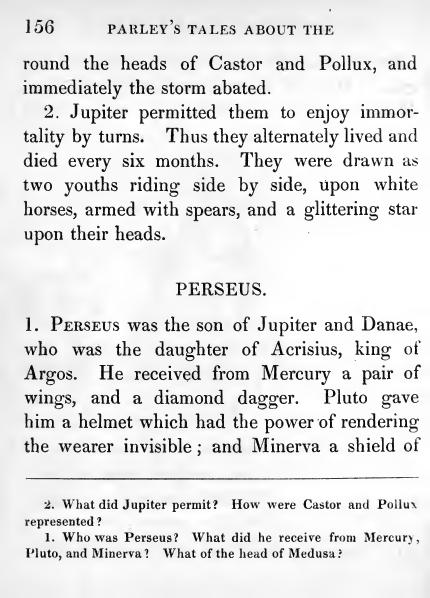 156 PARLEY'S TALES ABOUT THE
round the heads of Castor and Pollux, and
immediately the storm abated.
2. Jupiter permitted them to enjoy immor-
tality by turns. Thus they alternately lived and
died every six months. They were drawn as
two youths riding side by side, upon white
horses, armed with spears, and a glittering star
upon their heads.
PERSEUS.
1. PERSEUS was the son of Jupiter and Danae,
who was the daughter of Acrisius, king of
Argos. He received from Mercury a pair of
wings, and a diamond dagger. Pluto gave
him a helmet which had the power of rendering
the wearer invisible; and Minerva a shield of
2. What did Jupiter permit? How were Castor and Pollux
represented?
1. Who was Perseus? What did he receive from Mercury,
Pluto, and Minerva? What of the head of Medusa?